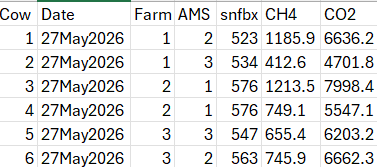 Cow Date Farm AMS snfbx CH4 CO2
1 27May2026 1 2 523 1185.9 6636.2
2 27May2026 1 3 534 412.6 4701.8
3 27May2026 2 1 576 1213.5 7998.4
4 27May2026 2 1 576 749.1 5547.1
5 27May2026 3 3 547 655.4 6203.2
6 27May2026 3 2 563 745.9 6662.3